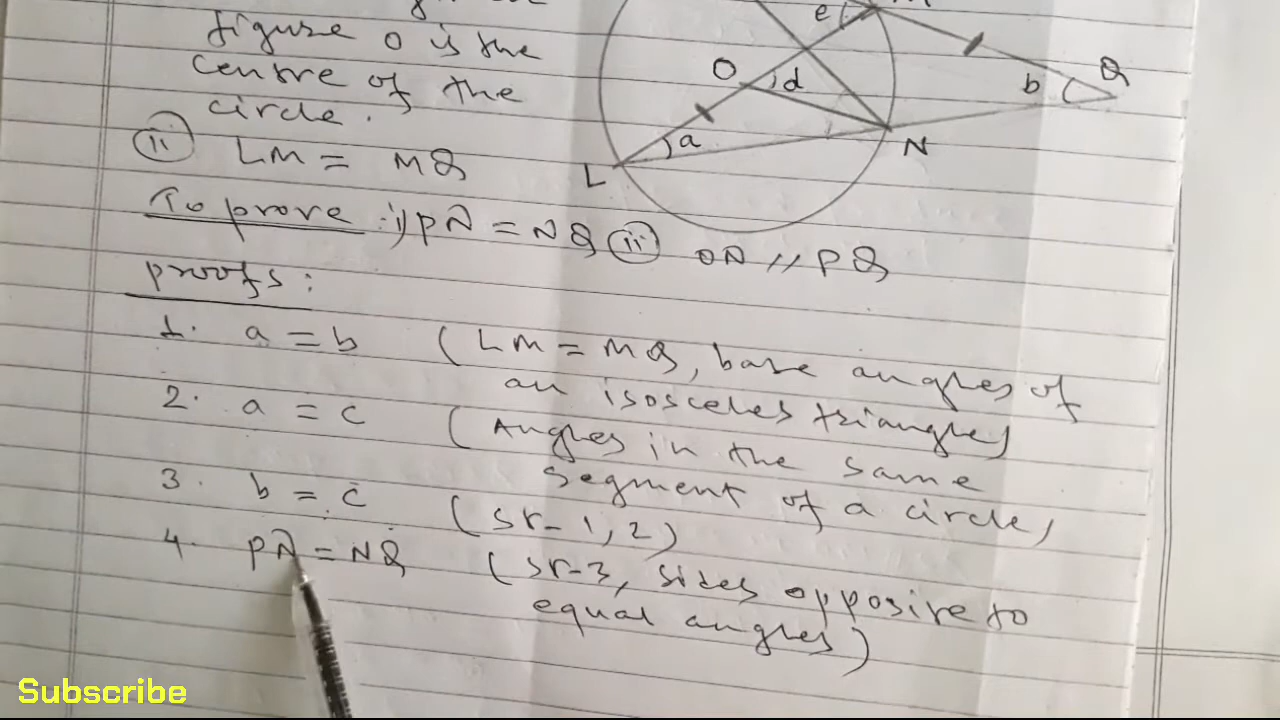 figure O is the
centre of the
circle.
(ii) LM = MQ
To prove : i) PN = NQ (ii) ON // PQ
proofs :
1. a = b (LM = MQ, base angles of
an isosceles triangle)
2. a = c (Angles in the same
segment of a circle)
3. b = c (sr-1,2)
4. PN = NQ (sr-3, sides opposite to
equal angles)
e
O d
b Q
a
L
N
Subscribe